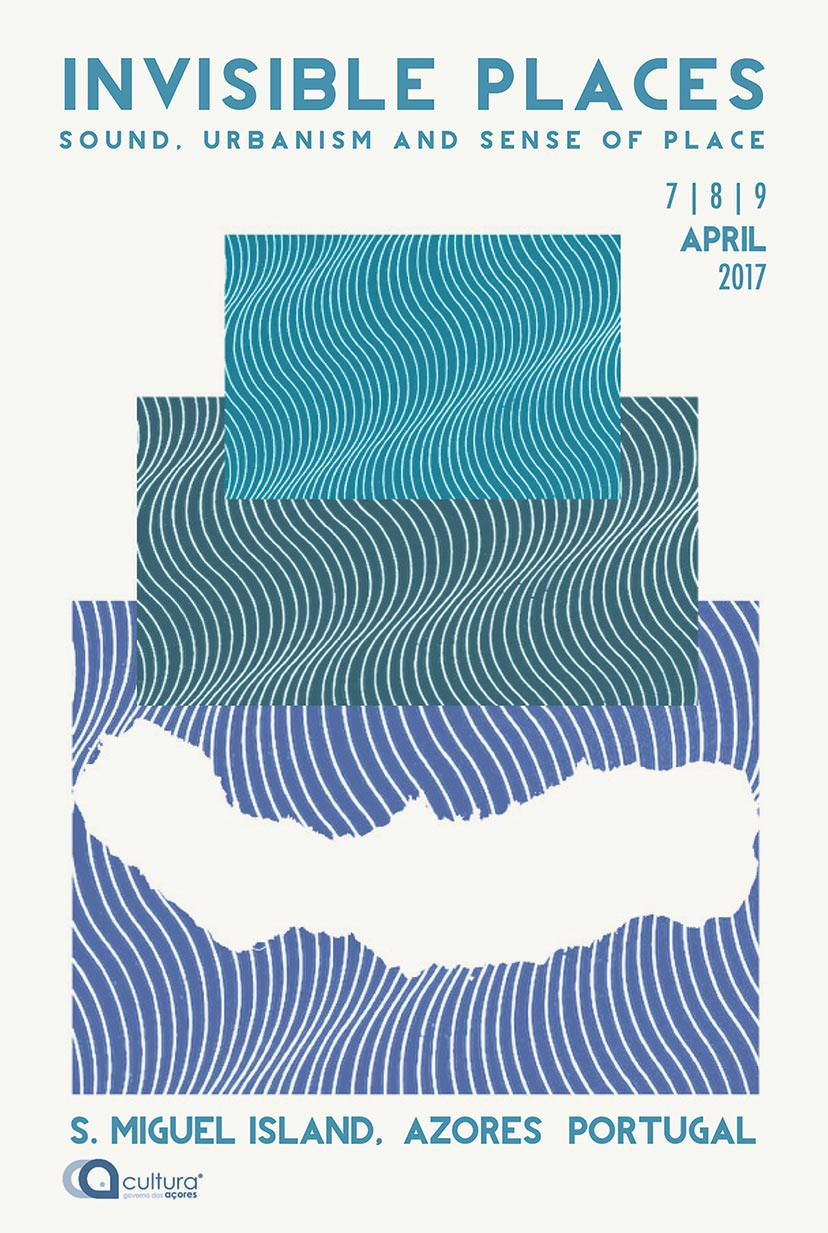 INVISIBLE PLACES
SOUND, URBANISM AND SENSE OF PLACE
7 | 8 | 9
APRIL
2017
S. MIGUEL ISLAND, AZORES PORTUGAL
cultura
governo dos açores